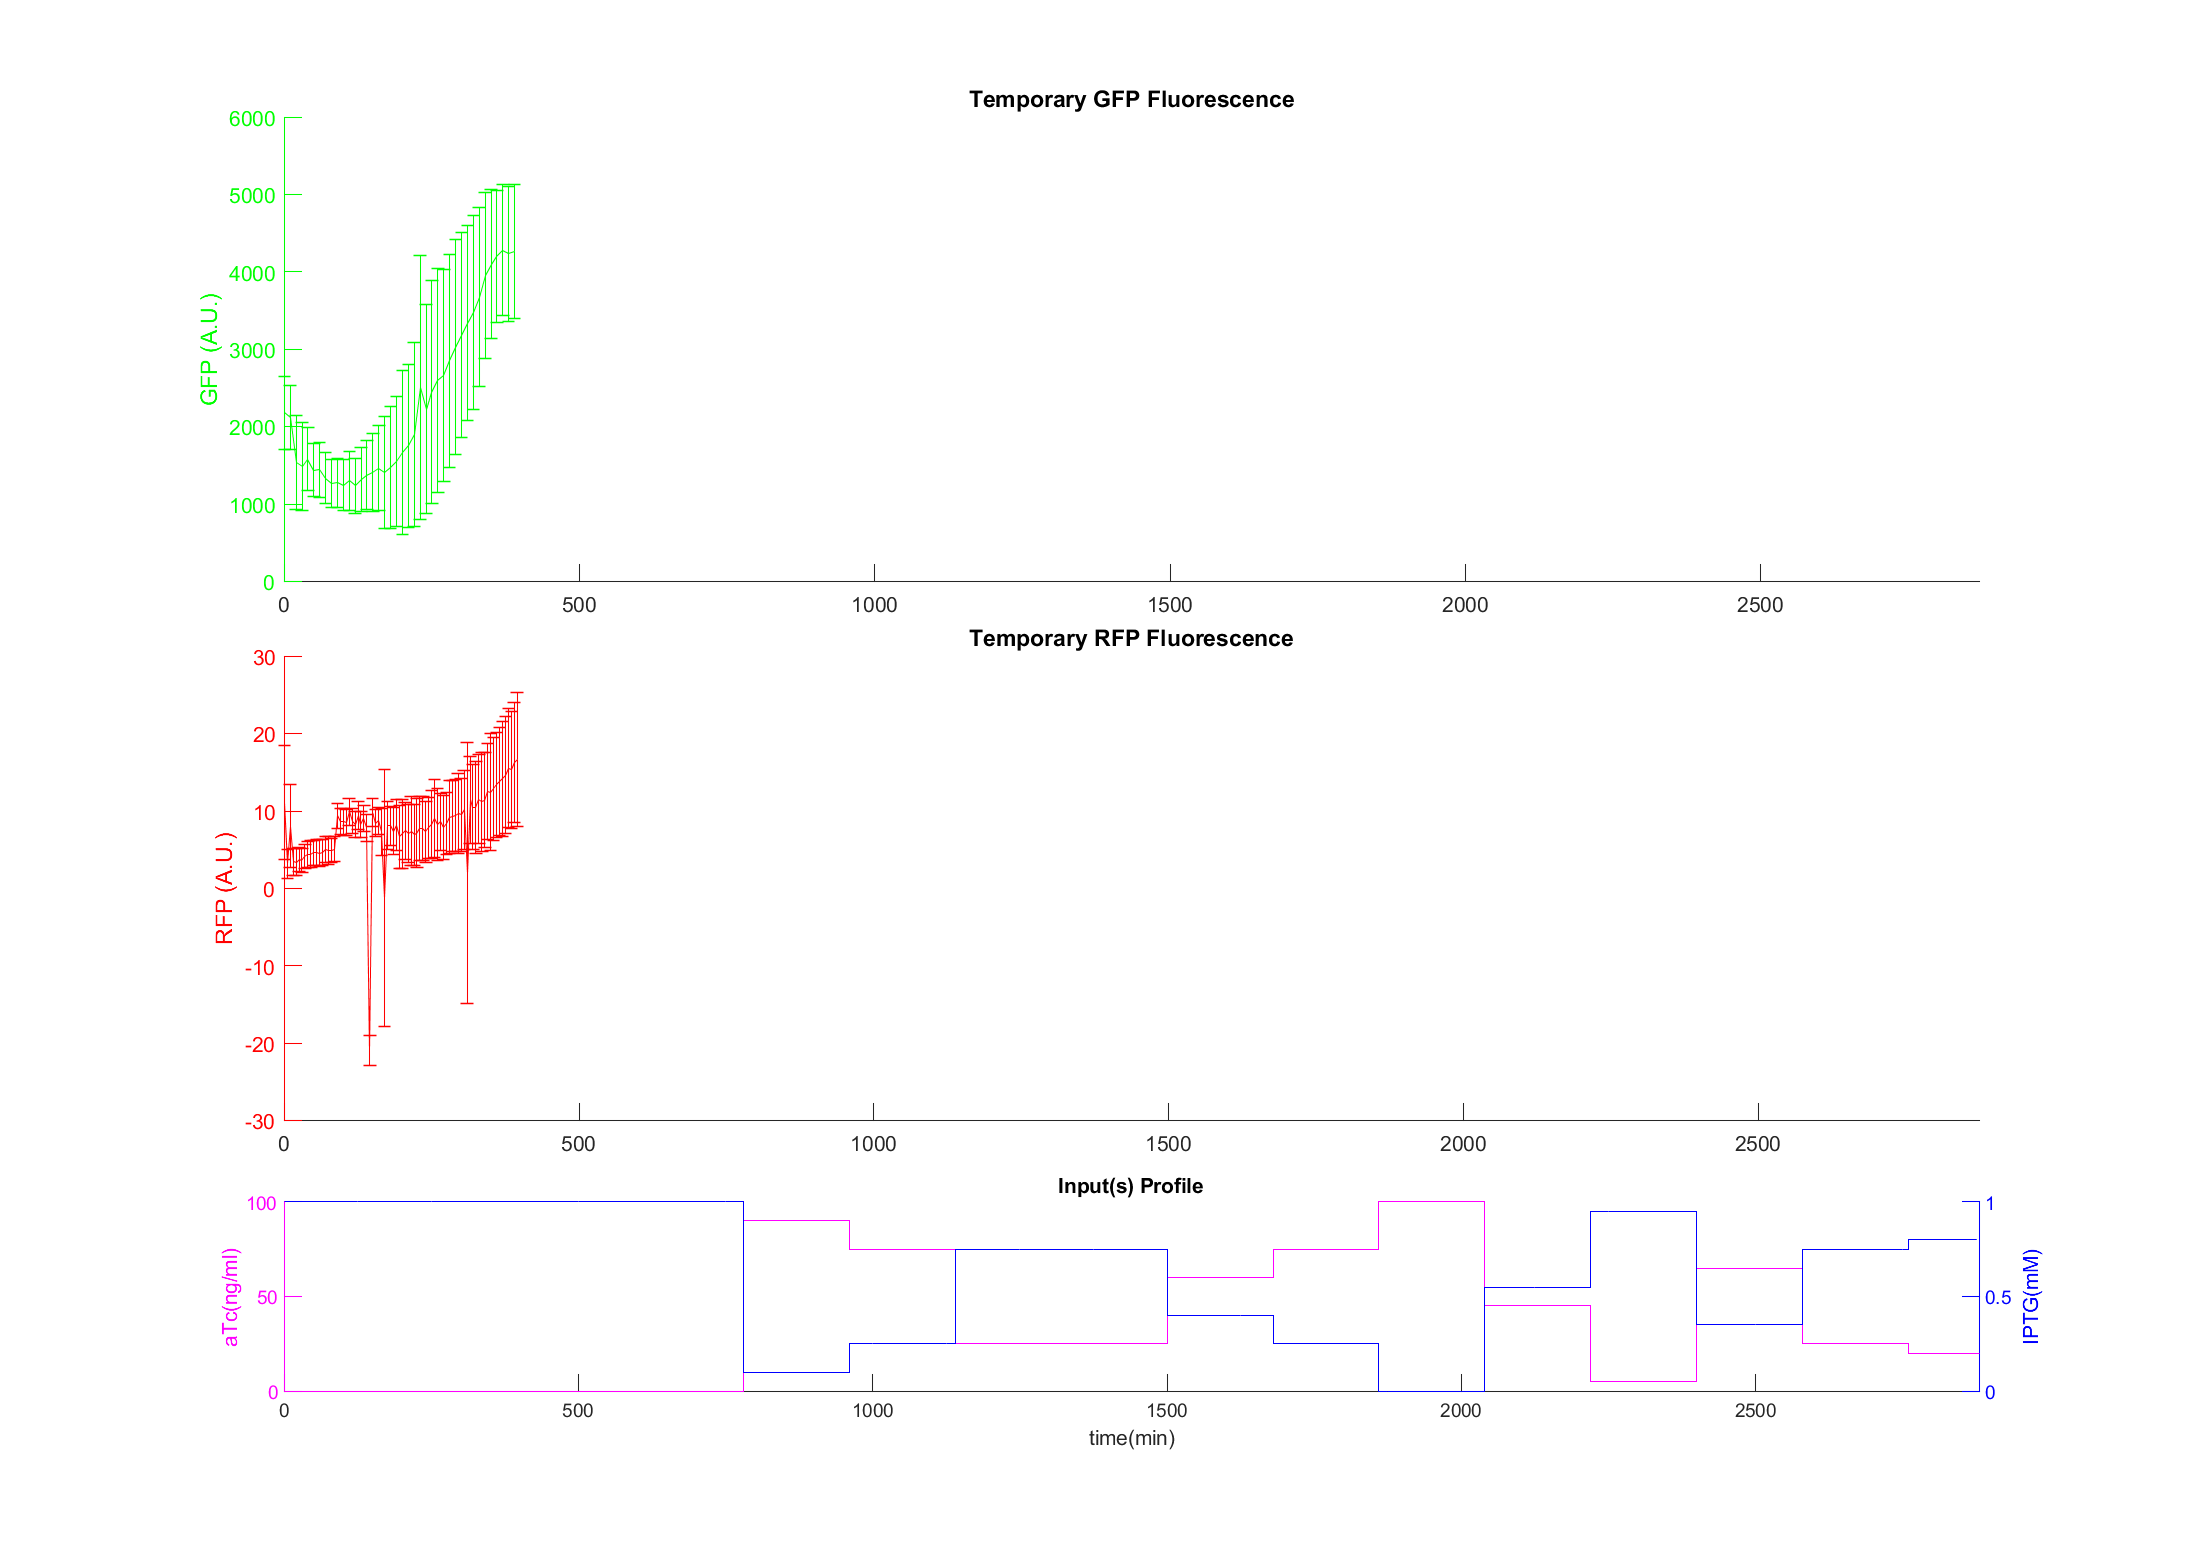 Temporary GFP Fluorescence
6000
5000
4000
3000
2000
1000
0
GFP (A.U.)
0 500 1000 1500 2000 2500
Temporary RFP Fluorescence
30
20
10
0
-10
-20
-30
RFP (A.U.)
0 500 1000 1500 2000 2500
Input(s) Profile
100
50
0
aTc(ng/ml)
1
0.5
0
IPTG(mM)
0 500 1000 1500 2000 2500
time(min)